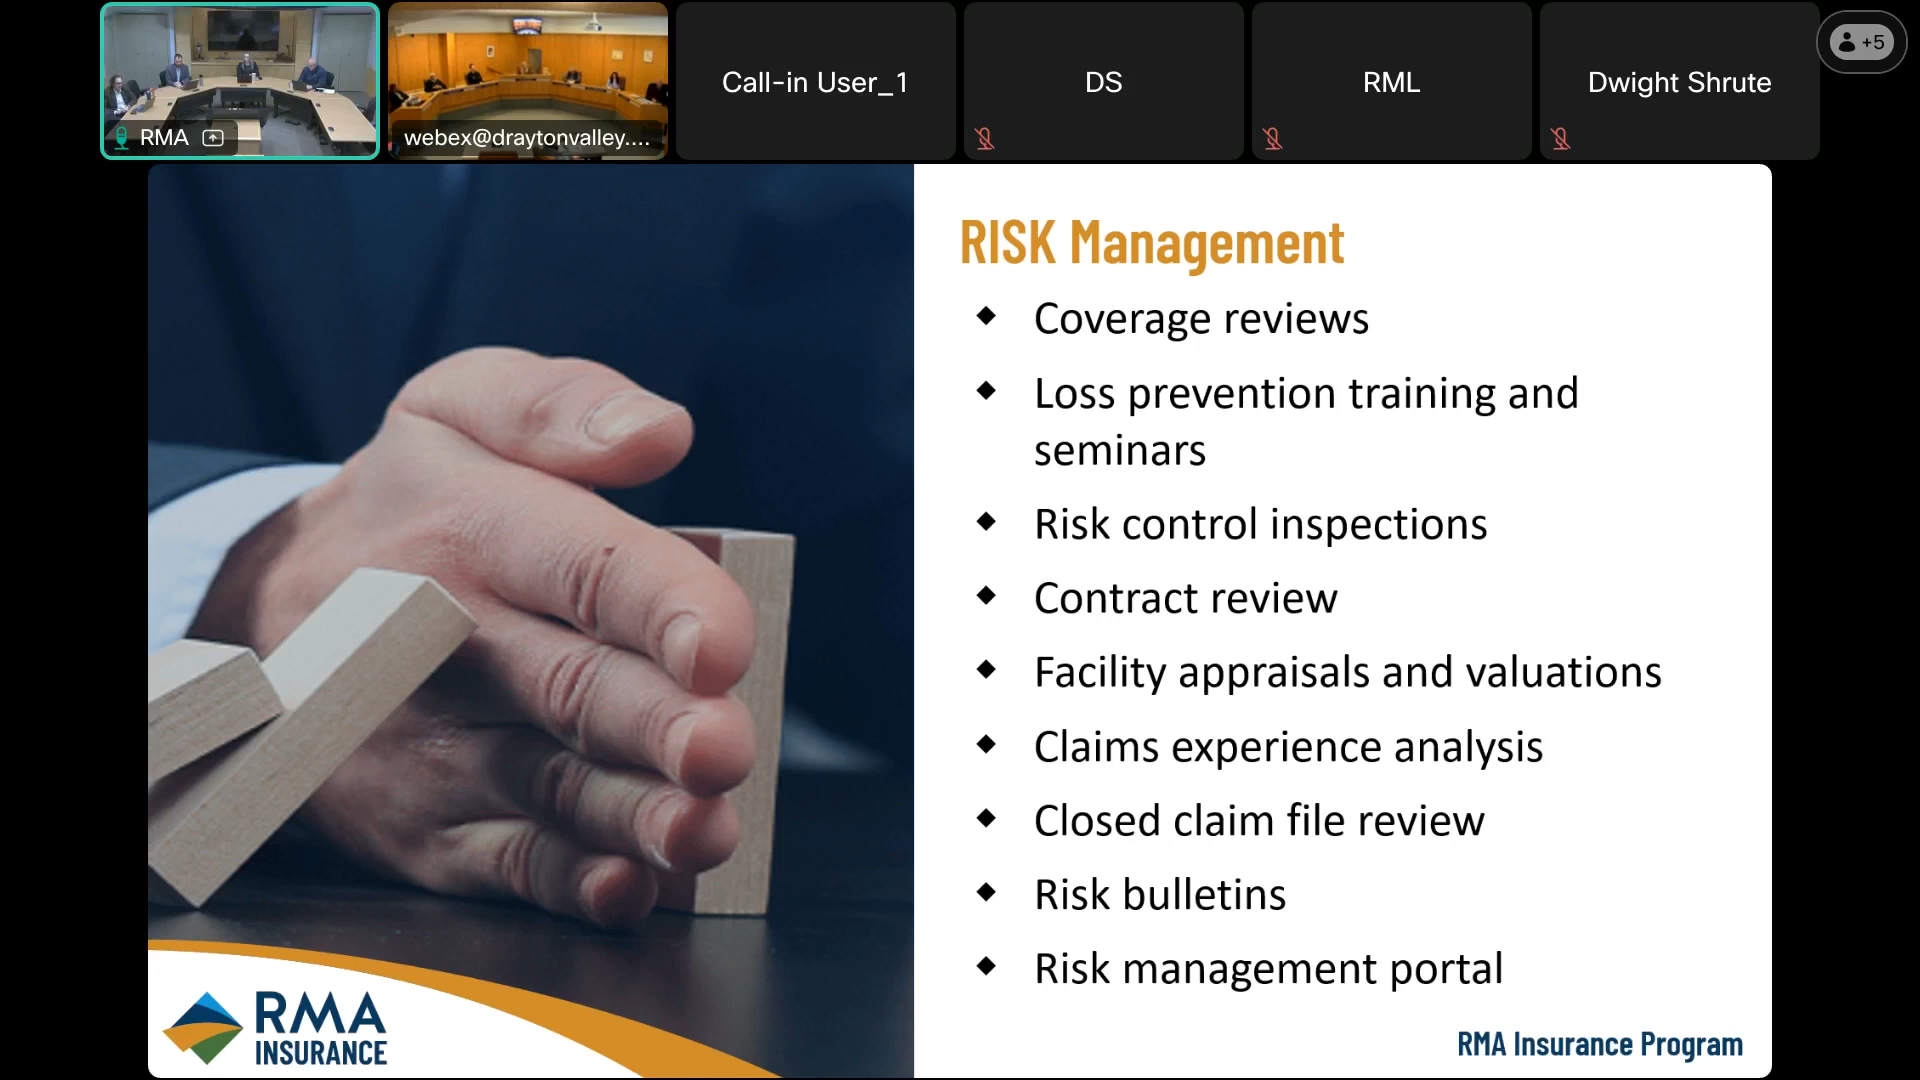 RMA
webex@draytonvalley....
Call-in User_1
DS
RML
Dwight Shrute
+5
RISK Management
Coverage reviews
Loss prevention training and
seminars
Risk control inspections
Contract review
Facility appraisals and valuations
Claims experience analysis
Closed claim file review
Risk bulletins
Risk management portal
RMA
INSURANCE
RMA Insurance Program